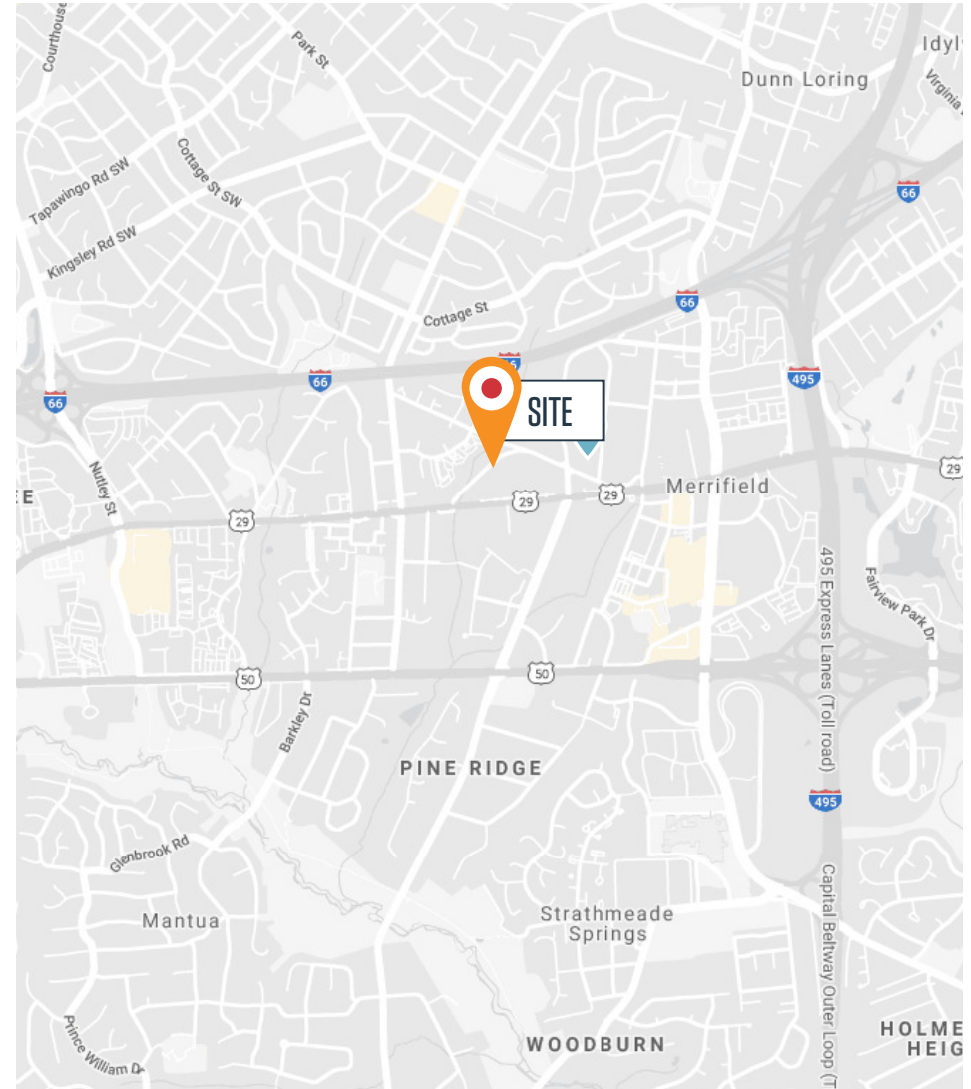 Courthouse
Park St
Idyl
Dunn Loring
Virginia
Cottage St SW
Tapawingo Rd SW
66
Kingsley Rd SW
66
Cottage St
66
66
495
66
SITE
Nutley St
Merrifield
29
EE
29
29
29
495 Express Lanes (Toll road)
Fairview Park Dr
50
50
Barkley Dr
PINE RIDGE
495
Glenbrook Rd
Capital Beltway Outer Loop (T
Mantua
Strathmeade
Springs
Prince William Dr
WOODBURN
HOLME
HEIG